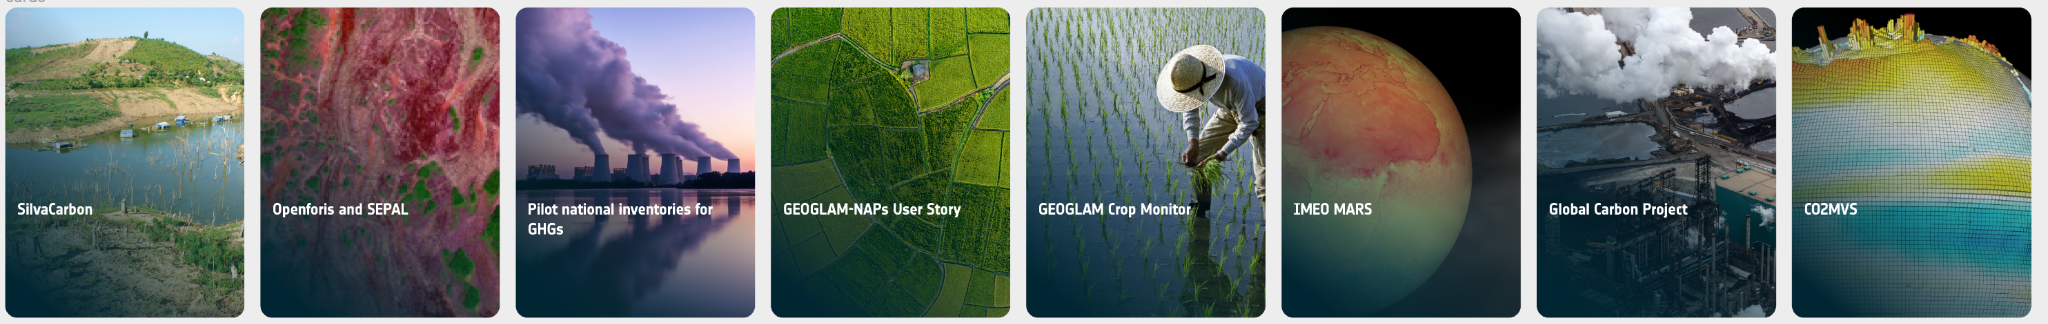 SilvaCarbon
Openforis and SEPAL
Pilot national inventories for
GHGs
GEOGLAM-NAPs User Story
GEOGLAM Crop Monitor
IMEO MARS
Global Carbon Project
CO2MVS